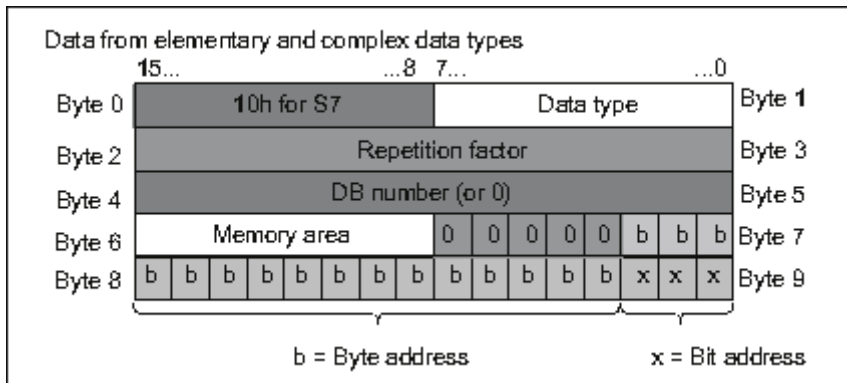 Data from elementary and complex data types
15... ...8 7... ...0
Byte 0 10h for S7 Data type Byte 1
Byte 2 Repetition factor Byte 3
Byte 4 DB number (or 0) Byte 5
Byte 6 Memory area 0 0 0 0 0 b b b Byte 7
Byte 8 b b b b b b b b b b b b b x x x Byte 9
b = Byte address x = Bit address